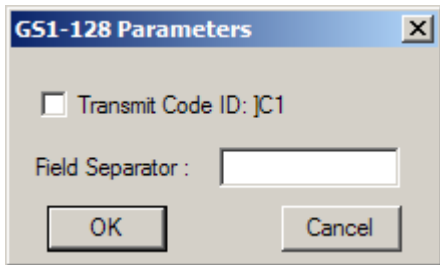 GS1-128 Parameters
Transmit Code ID: ]C1
Field Separator :
OK Cancel